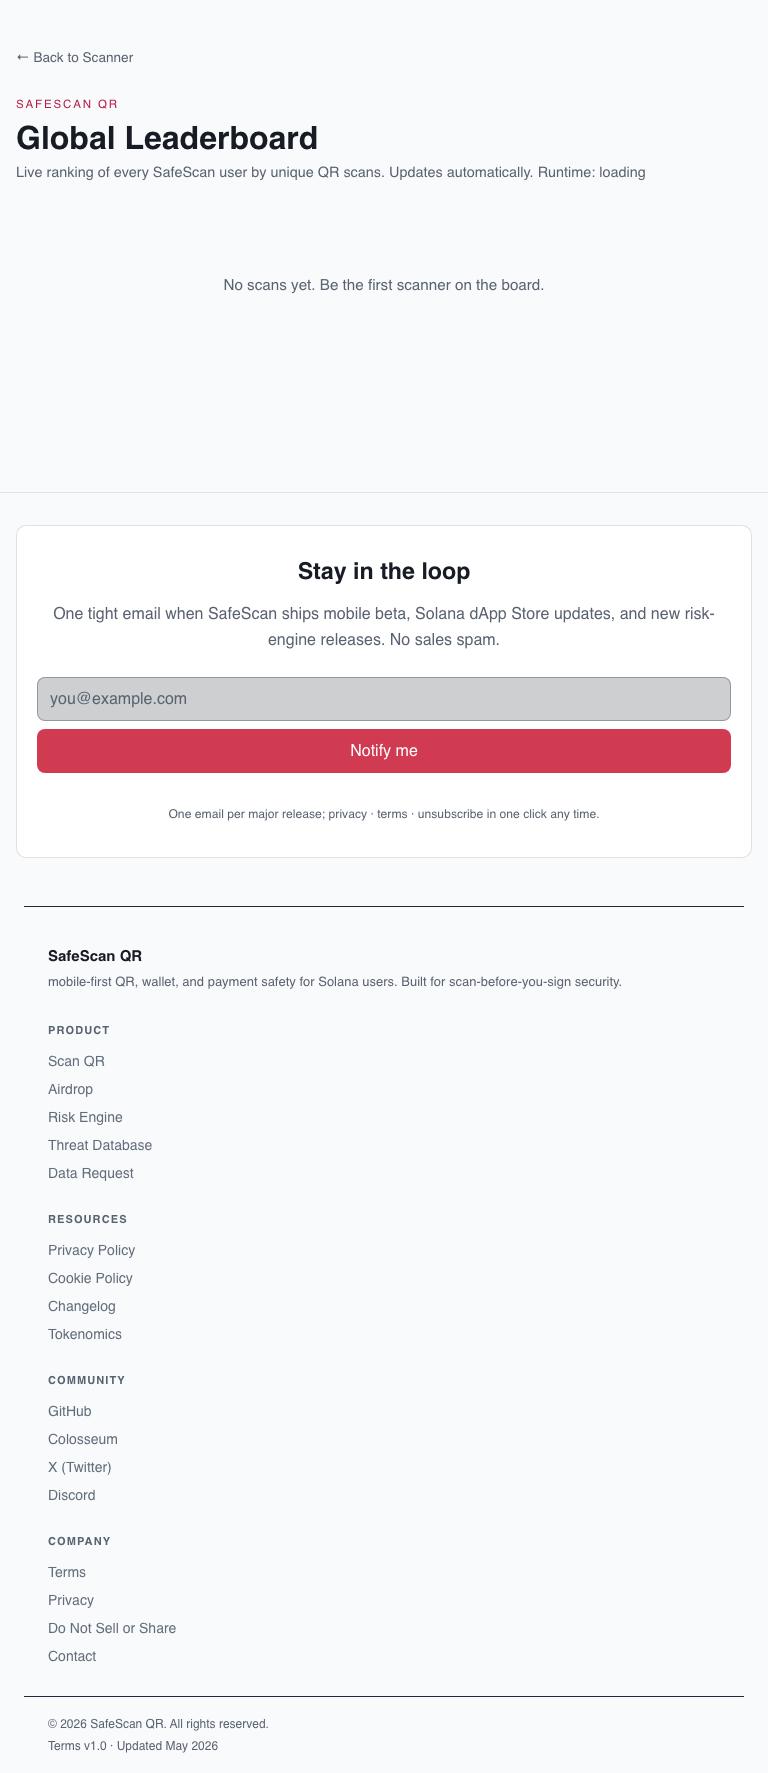 ← Back to Scanner
SAFESCAN QR
Global Leaderboard
Live ranking of every SafeScan user by unique QR scans. Updates automatically. Runtime: loading
No scans yet. Be the first scanner on the board.
Stay in the loop
One tight email when SafeScan ships mobile beta, Solana dApp Store updates, and new risk-
engine releases. No sales spam.
you@example.com
Notify me
One email per major release; privacy · terms · unsubscribe in one click any time.
SafeScan QR
mobile-first QR, wallet, and payment safety for Solana users. Built for scan-before-you-sign security.
PRODUCT
Scan QR
Airdrop
Risk Engine
Threat Database
Data Request
RESOURCES
Privacy Policy
Cookie Policy
Changelog
Tokenomics
COMMUNITY
GitHub
Colosseum
X (Twitter)
Discord
COMPANY
Terms
Privacy
Do Not Sell or Share
Contact
© 2026 SafeScan QR. All rights reserved.
Terms v1.0 · Updated May 2026